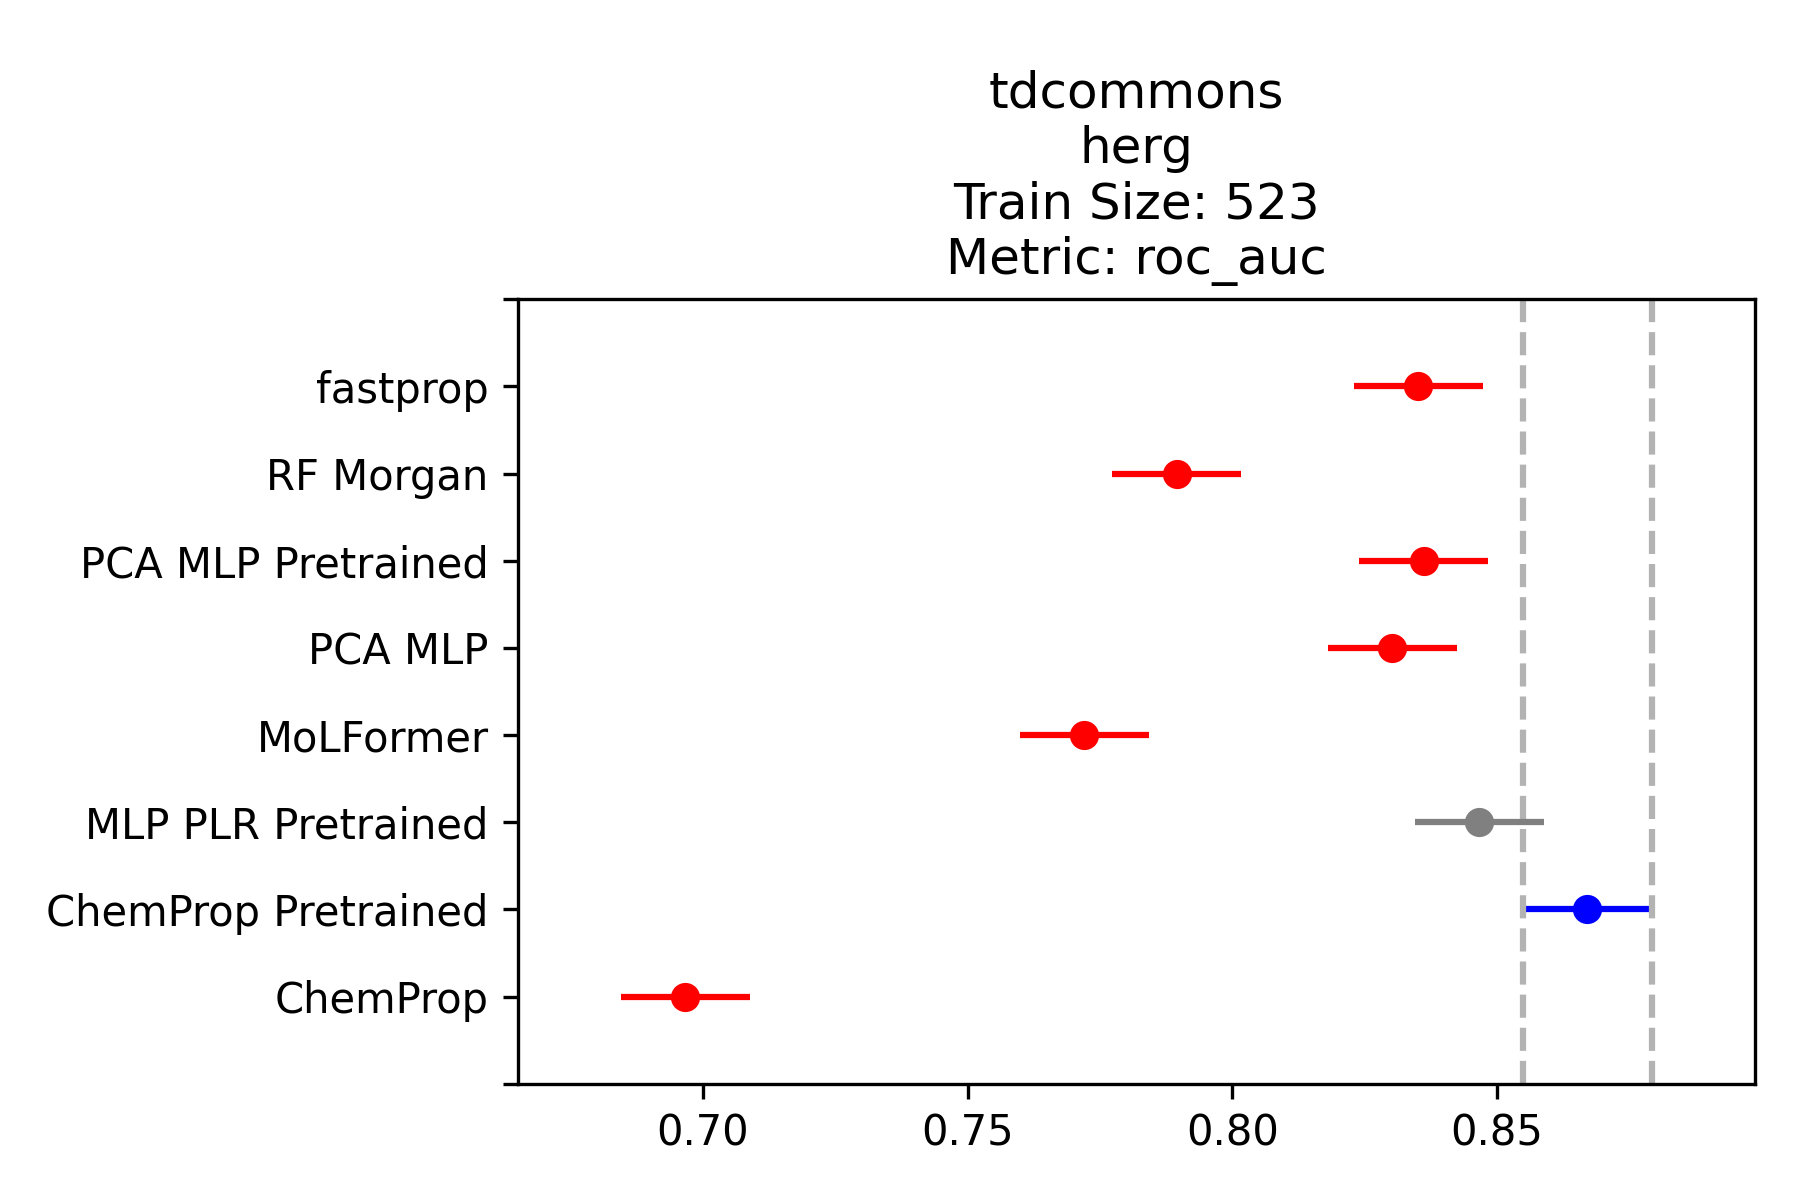 tdcommons
herg
Train Size: 523
Metric: roc_auc
fastprop
RF Morgan
PCA MLP Pretrained
PCA MLP
MoLFormer
MLP PLR Pretrained
ChemProp Pretrained
ChemProp
0.70 0.75 0.80 0.85